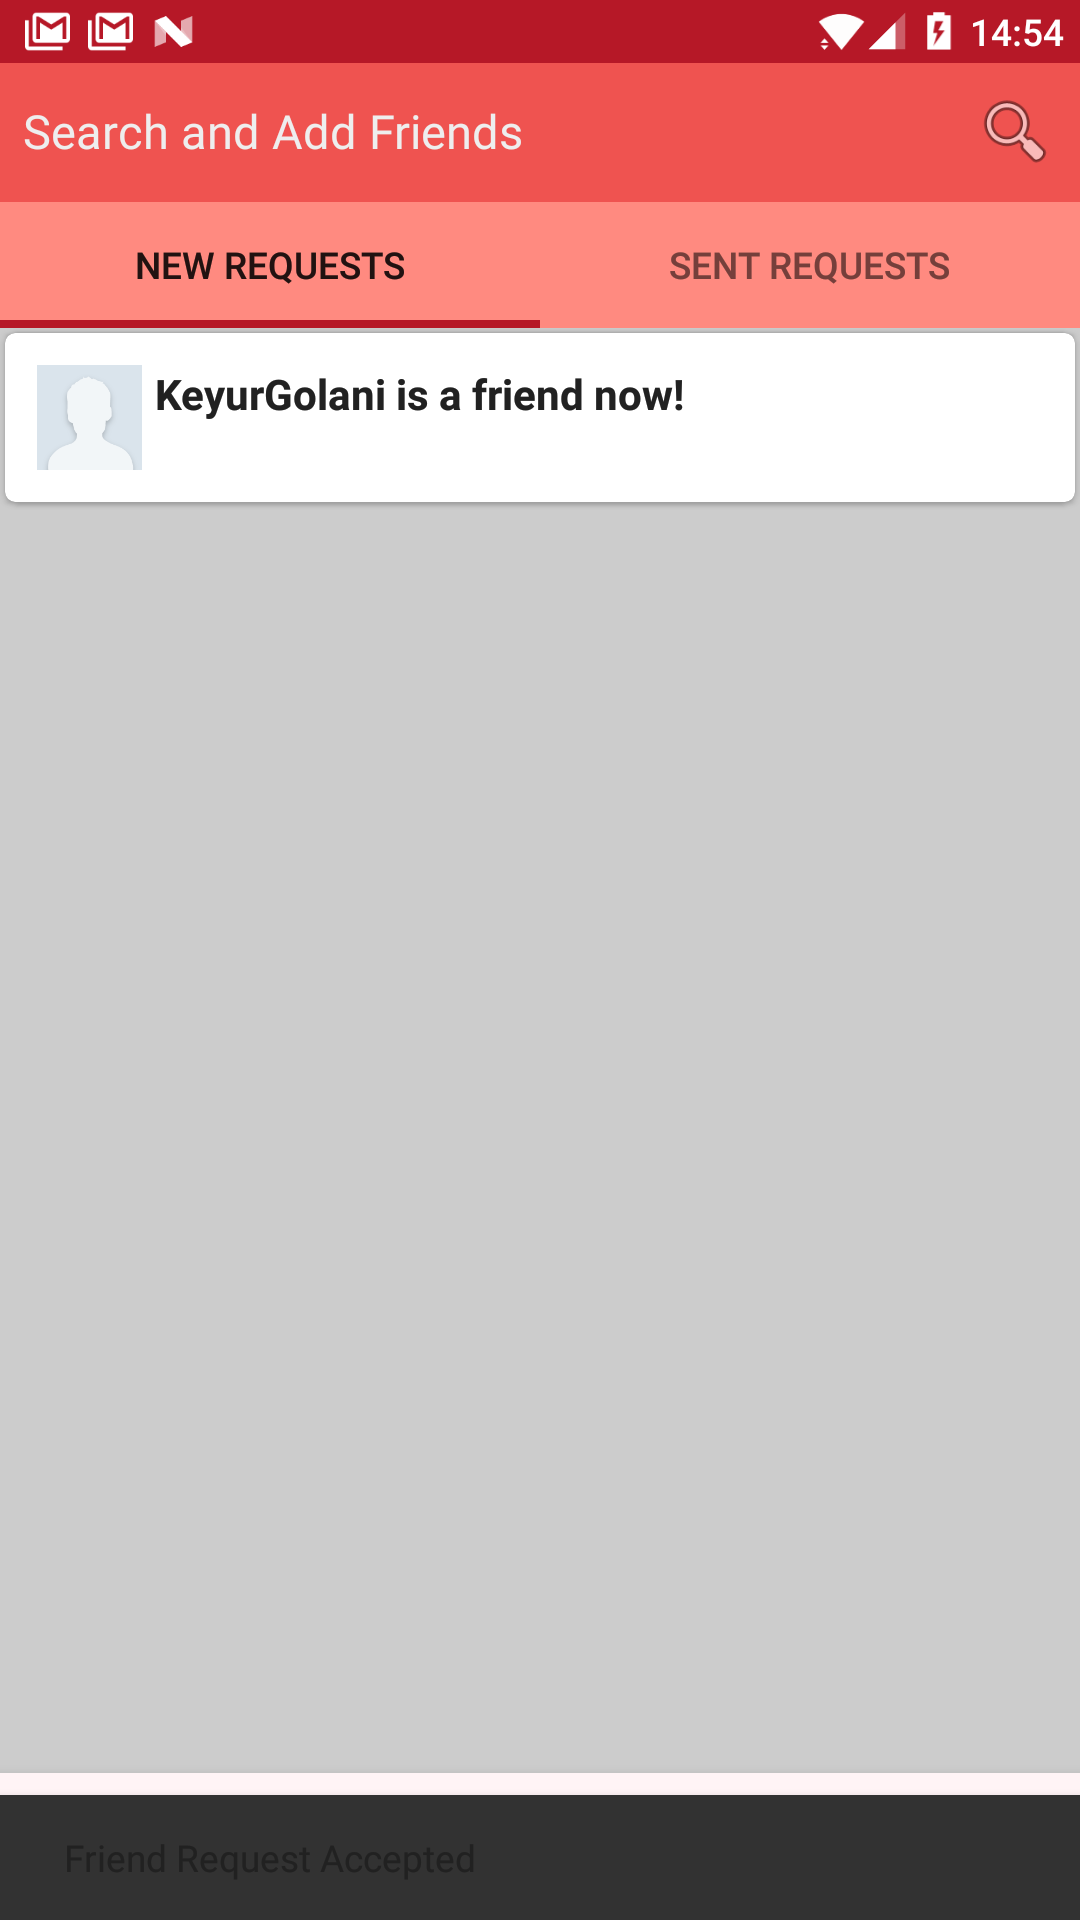 14:54
Search and Add Friends
NEW REQUESTS
SENT REQUESTS
KeyurGolani is a friend now!
Friend Request Accepted